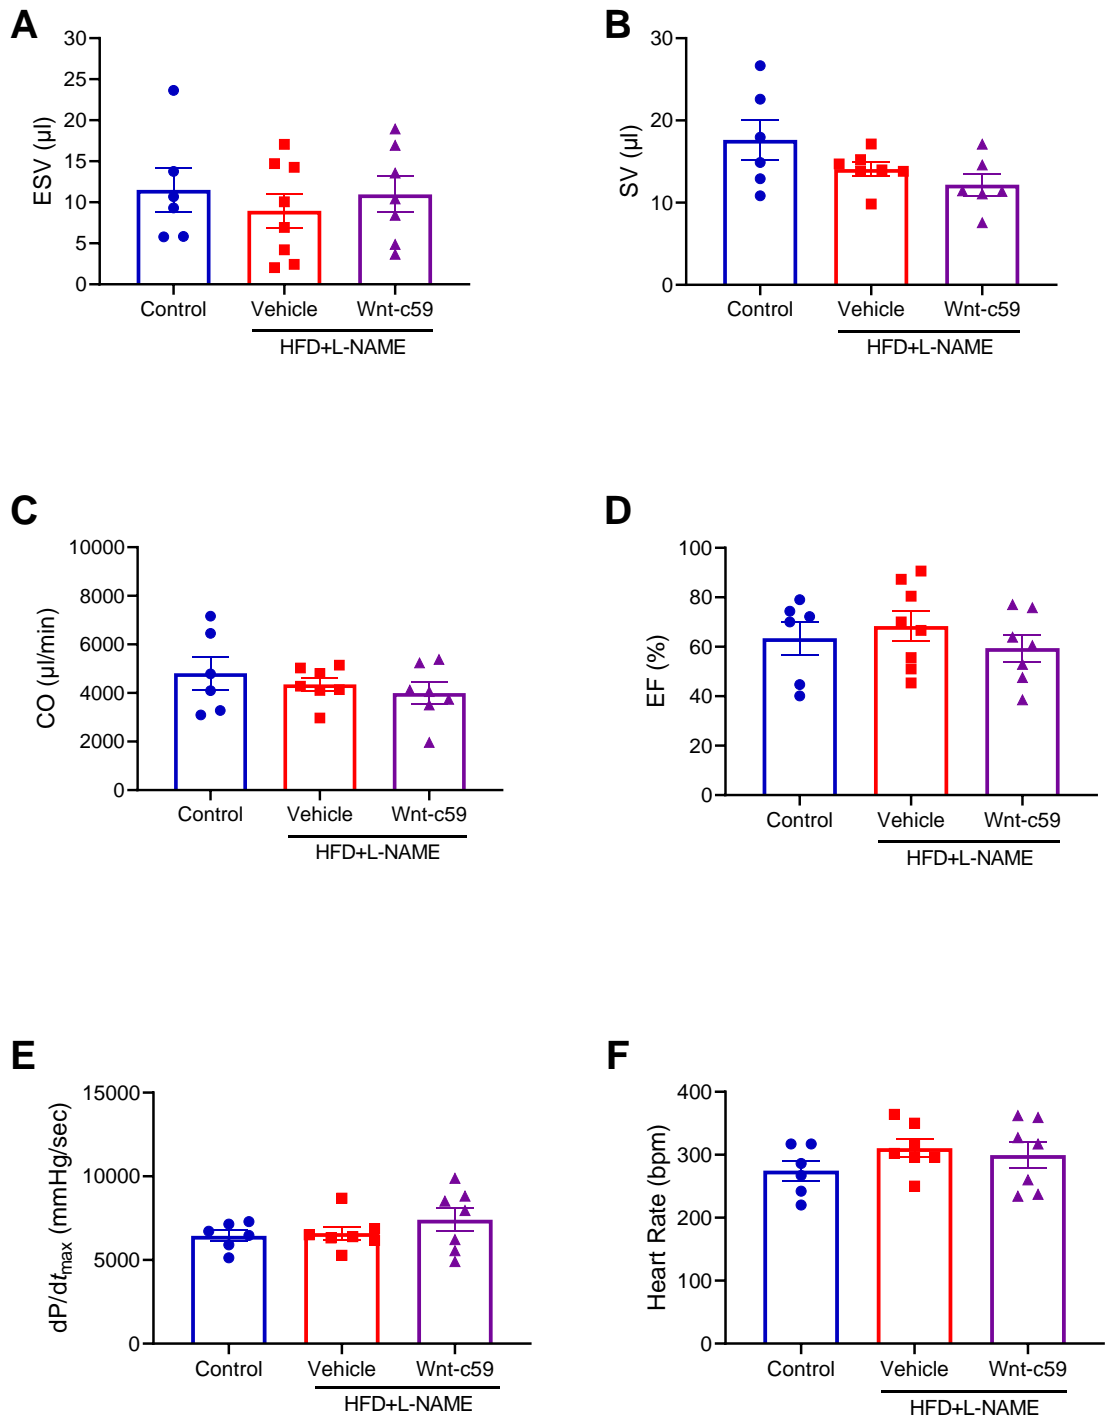 A
ESV (µl)
30
25
20
15
10
5
0
Control
Vehicle
Wnt-c59
HFD+L-NAME
B
SV (µl)
30
20
10
0
Control
Vehicle
Wnt-c59
HFD+L-NAME
C
CO (µl/min)
10000
8000
6000
4000
2000
0
Control
Vehicle
Wnt-c59
HFD+L-NAME
D
EF (%)
100
80
60
40
20
0
Control
Vehicle
Wnt-c59
HFD+L-NAME
E
dP/dtmax (mmHg/sec)
15000
10000
5000
0
Control
Vehicle
Wnt-c59
HFD+L-NAME
F
Heart Rate (bpm)
400
300
200
100
0
Control
Vehicle
Wnt-c59
HFD+L-NAME